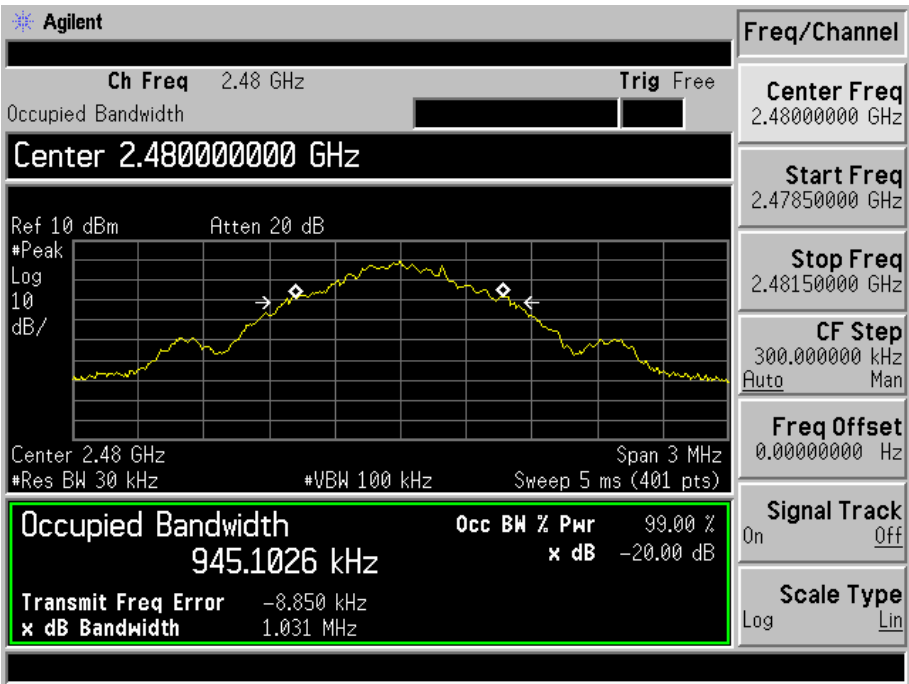 Agilent
Ch Freq 2.48 GHz Trig Free
Occupied Bandwidth
Center 2.480000000 GHz
Ref 10 dBm Atten 20 dB
#Peak
Log
10
dB/
Center 2.48 GHz Span 3 MHz
#Res BW 30 kHz #VBW 100 kHz Sweep 5 ms (401 pts)
Occupied Bandwidth
945.1026 kHz
Occ BW % Pwr 99.00 %
x dB -20.00 dB
Transmit Freq Error -8.850 kHz
x dB Bandwidth 1.031 MHz
Freq/Channel
Center Freq
2.48000000 GHz
Start Freq
2.47850000 GHz
Stop Freq
2.48150000 GHz
CF Step
300.000000 kHz
Auto Man
Freq Offset
0.00000000 Hz
Signal Track
On Off
Scale Type
Log Lin